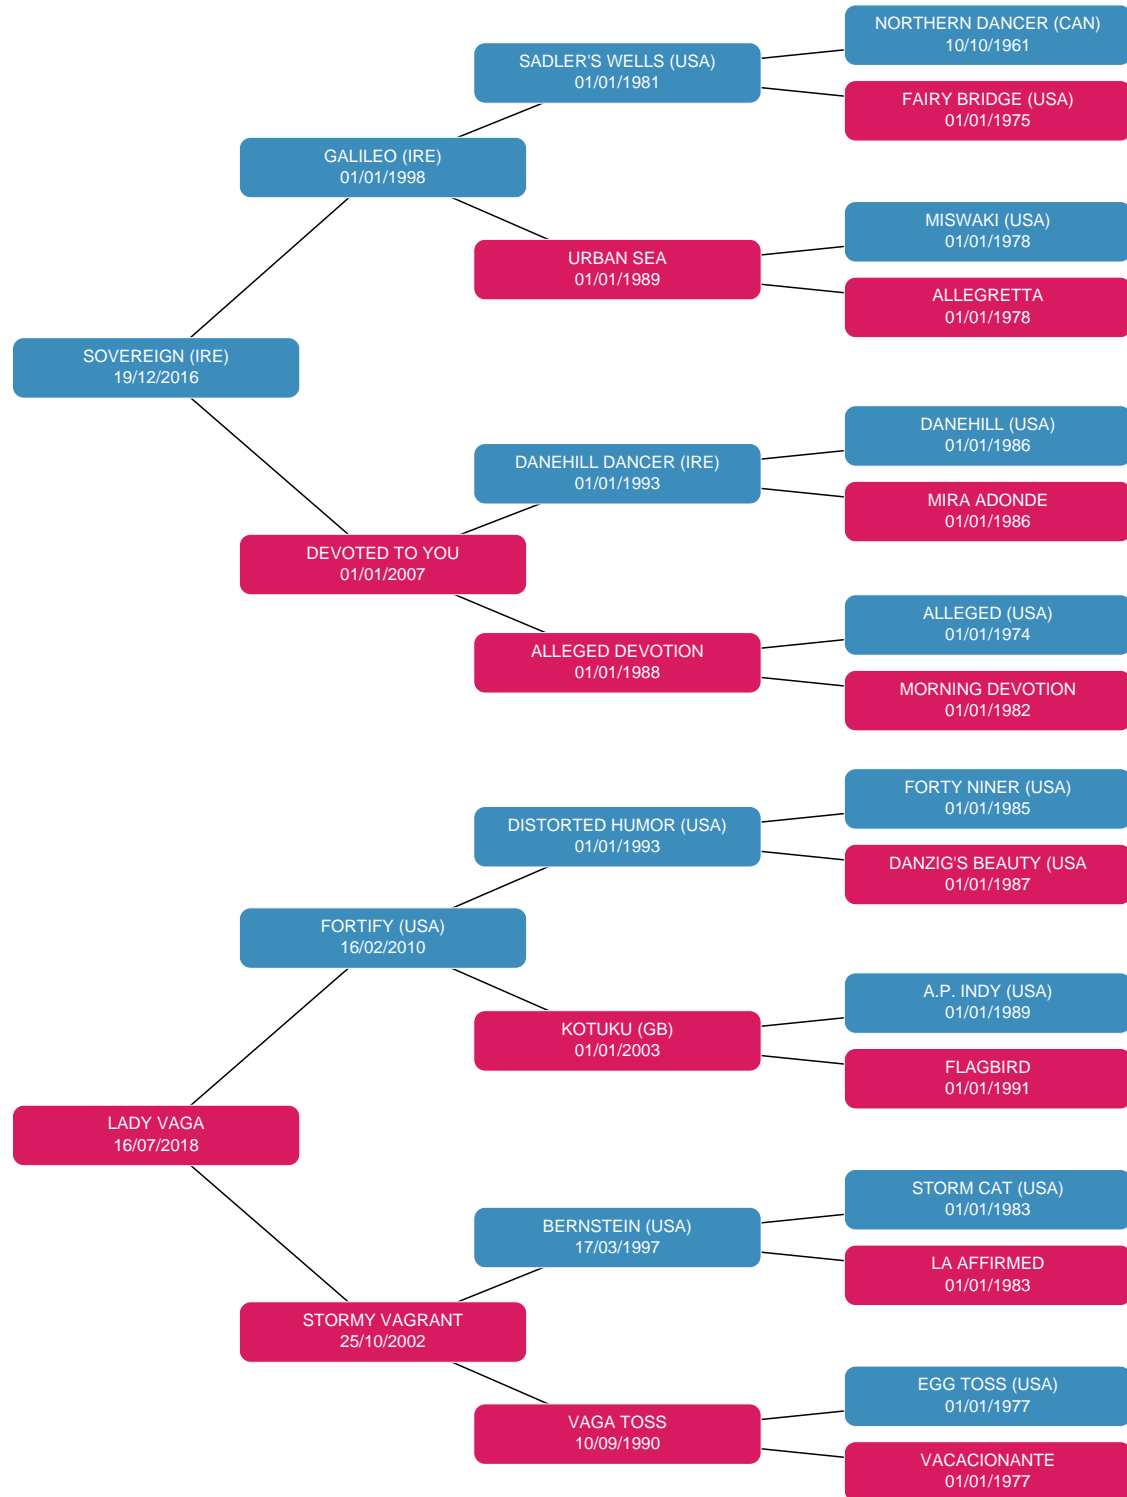 NORTHERN DANCER (CAN)
10/10/1961
SADLER'S WELLS (USA)
01/01/1981
FAIRY BRIDGE (USA)
01/01/1975
GALILEO (IRE)
01/01/1998
MISWAKI (USA)
01/01/1978
URBAN SEA
01/01/1989
ALLEGRETTA
01/01/1978
SOVEREIGN (IRE)
19/12/2016
DANEHILL (USA)
01/01/1986
DANEHILL DANCER (IRE)
01/01/1993
MIRA ADONDE
01/01/1986
DEVOTED TO YOU
01/01/2007
ALLEGED (USA)
01/01/1974
ALLEGED DEVOTION
01/01/1988
MORNING DEVOTION
01/01/1982
FORTY NINER (USA)
01/01/1985
DISTORTED HUMOR (USA)
01/01/1993
DANZIG'S BEAUTY (USA
01/01/1987
FORTIFY (USA)
16/02/2010
A.P. INDY (USA)
01/01/1989
KOTUKU (GB)
01/01/2003
FLAGBIRD
01/01/1991
LADY VAGA
16/07/2018
STORM CAT (USA)
01/01/1983
BERNSTEIN (USA)
17/03/1997
LA AFFIRMED
01/01/1983
STORMY VAGRANT
25/10/2002
EGG TOSS (USA)
01/01/1977
VAGA TOSS
10/09/1990
VACACIONANTE
01/01/1977